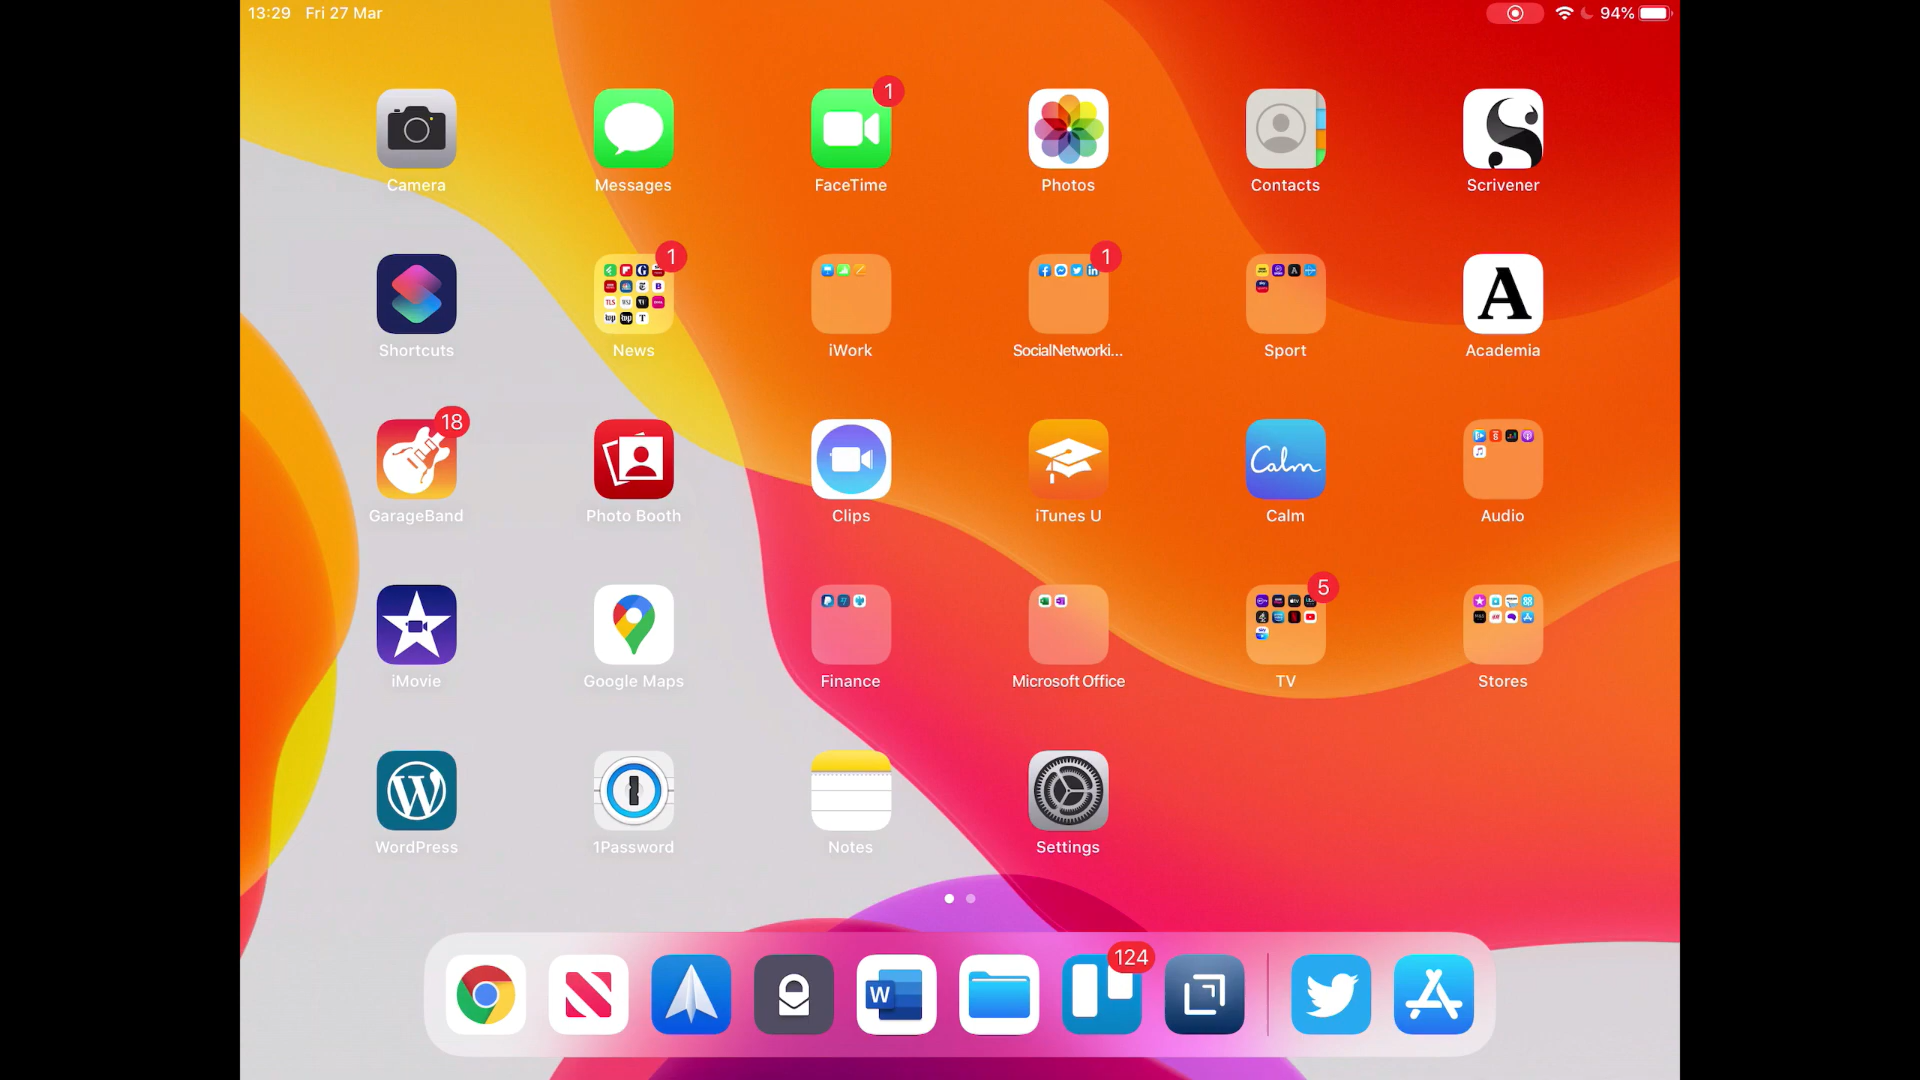 13:29 Fri 27 Mar
94%
1
Camera Messages FaceTime Photos Contacts Scrivener
1 1
Shortcuts News iWork SocialNetworki... Sport Academia
18
Calm
GarageBand Photo Booth Clips iTunes U Calm Audio
5
iMovie Google Maps Finance Microsoft Office TV Stores
WordPress 1Password Notes Settings
124
W